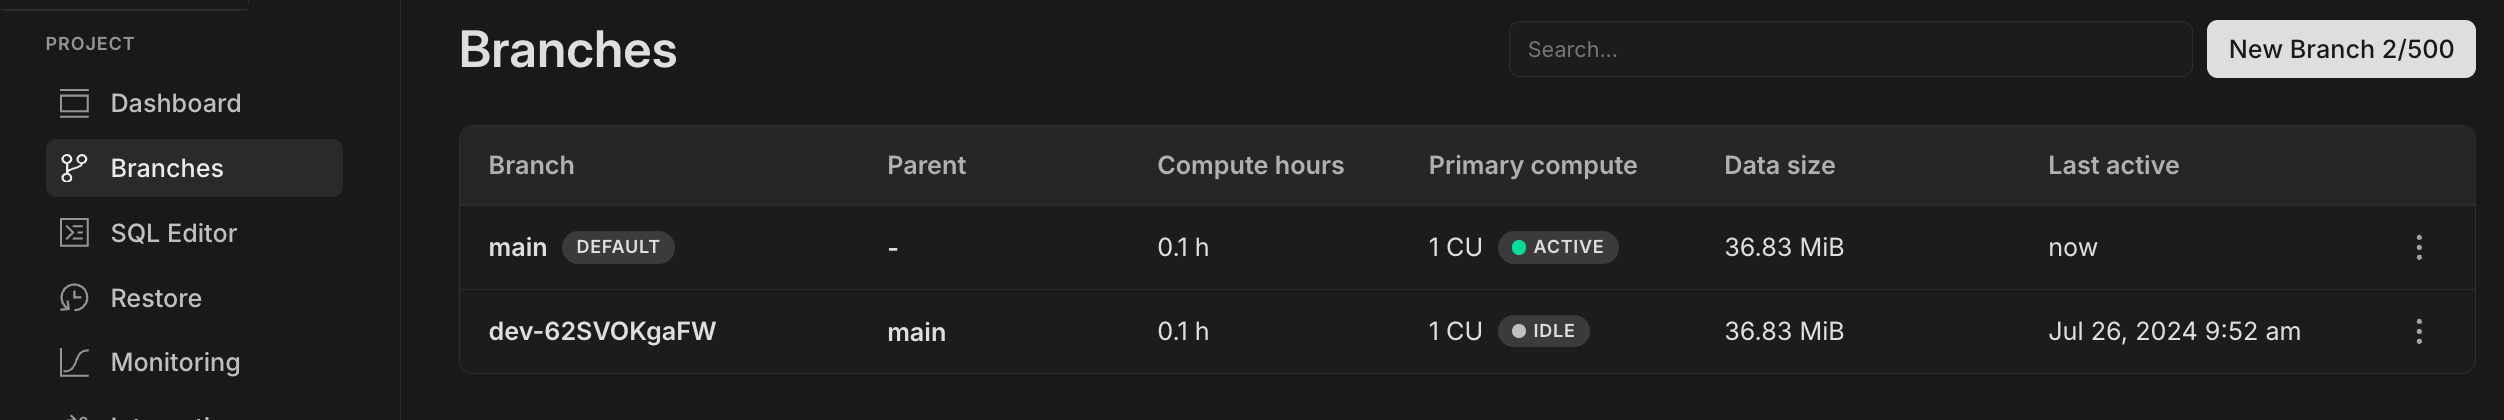 PROJECT
Dashboard
Branches
SQL Editor
Restore
Monitoring
Branches
Search...
New Branch 2/500
Branch Parent Compute hours Primary compute Data size Last active
main DEFAULT - 0.1 h 1 CU ACTIVE 36.83 MiB now
dev-62SVOKgaFW main 0.1 h 1 CU IDLE 36.83 MiB Jul 26, 2024 9:52 am